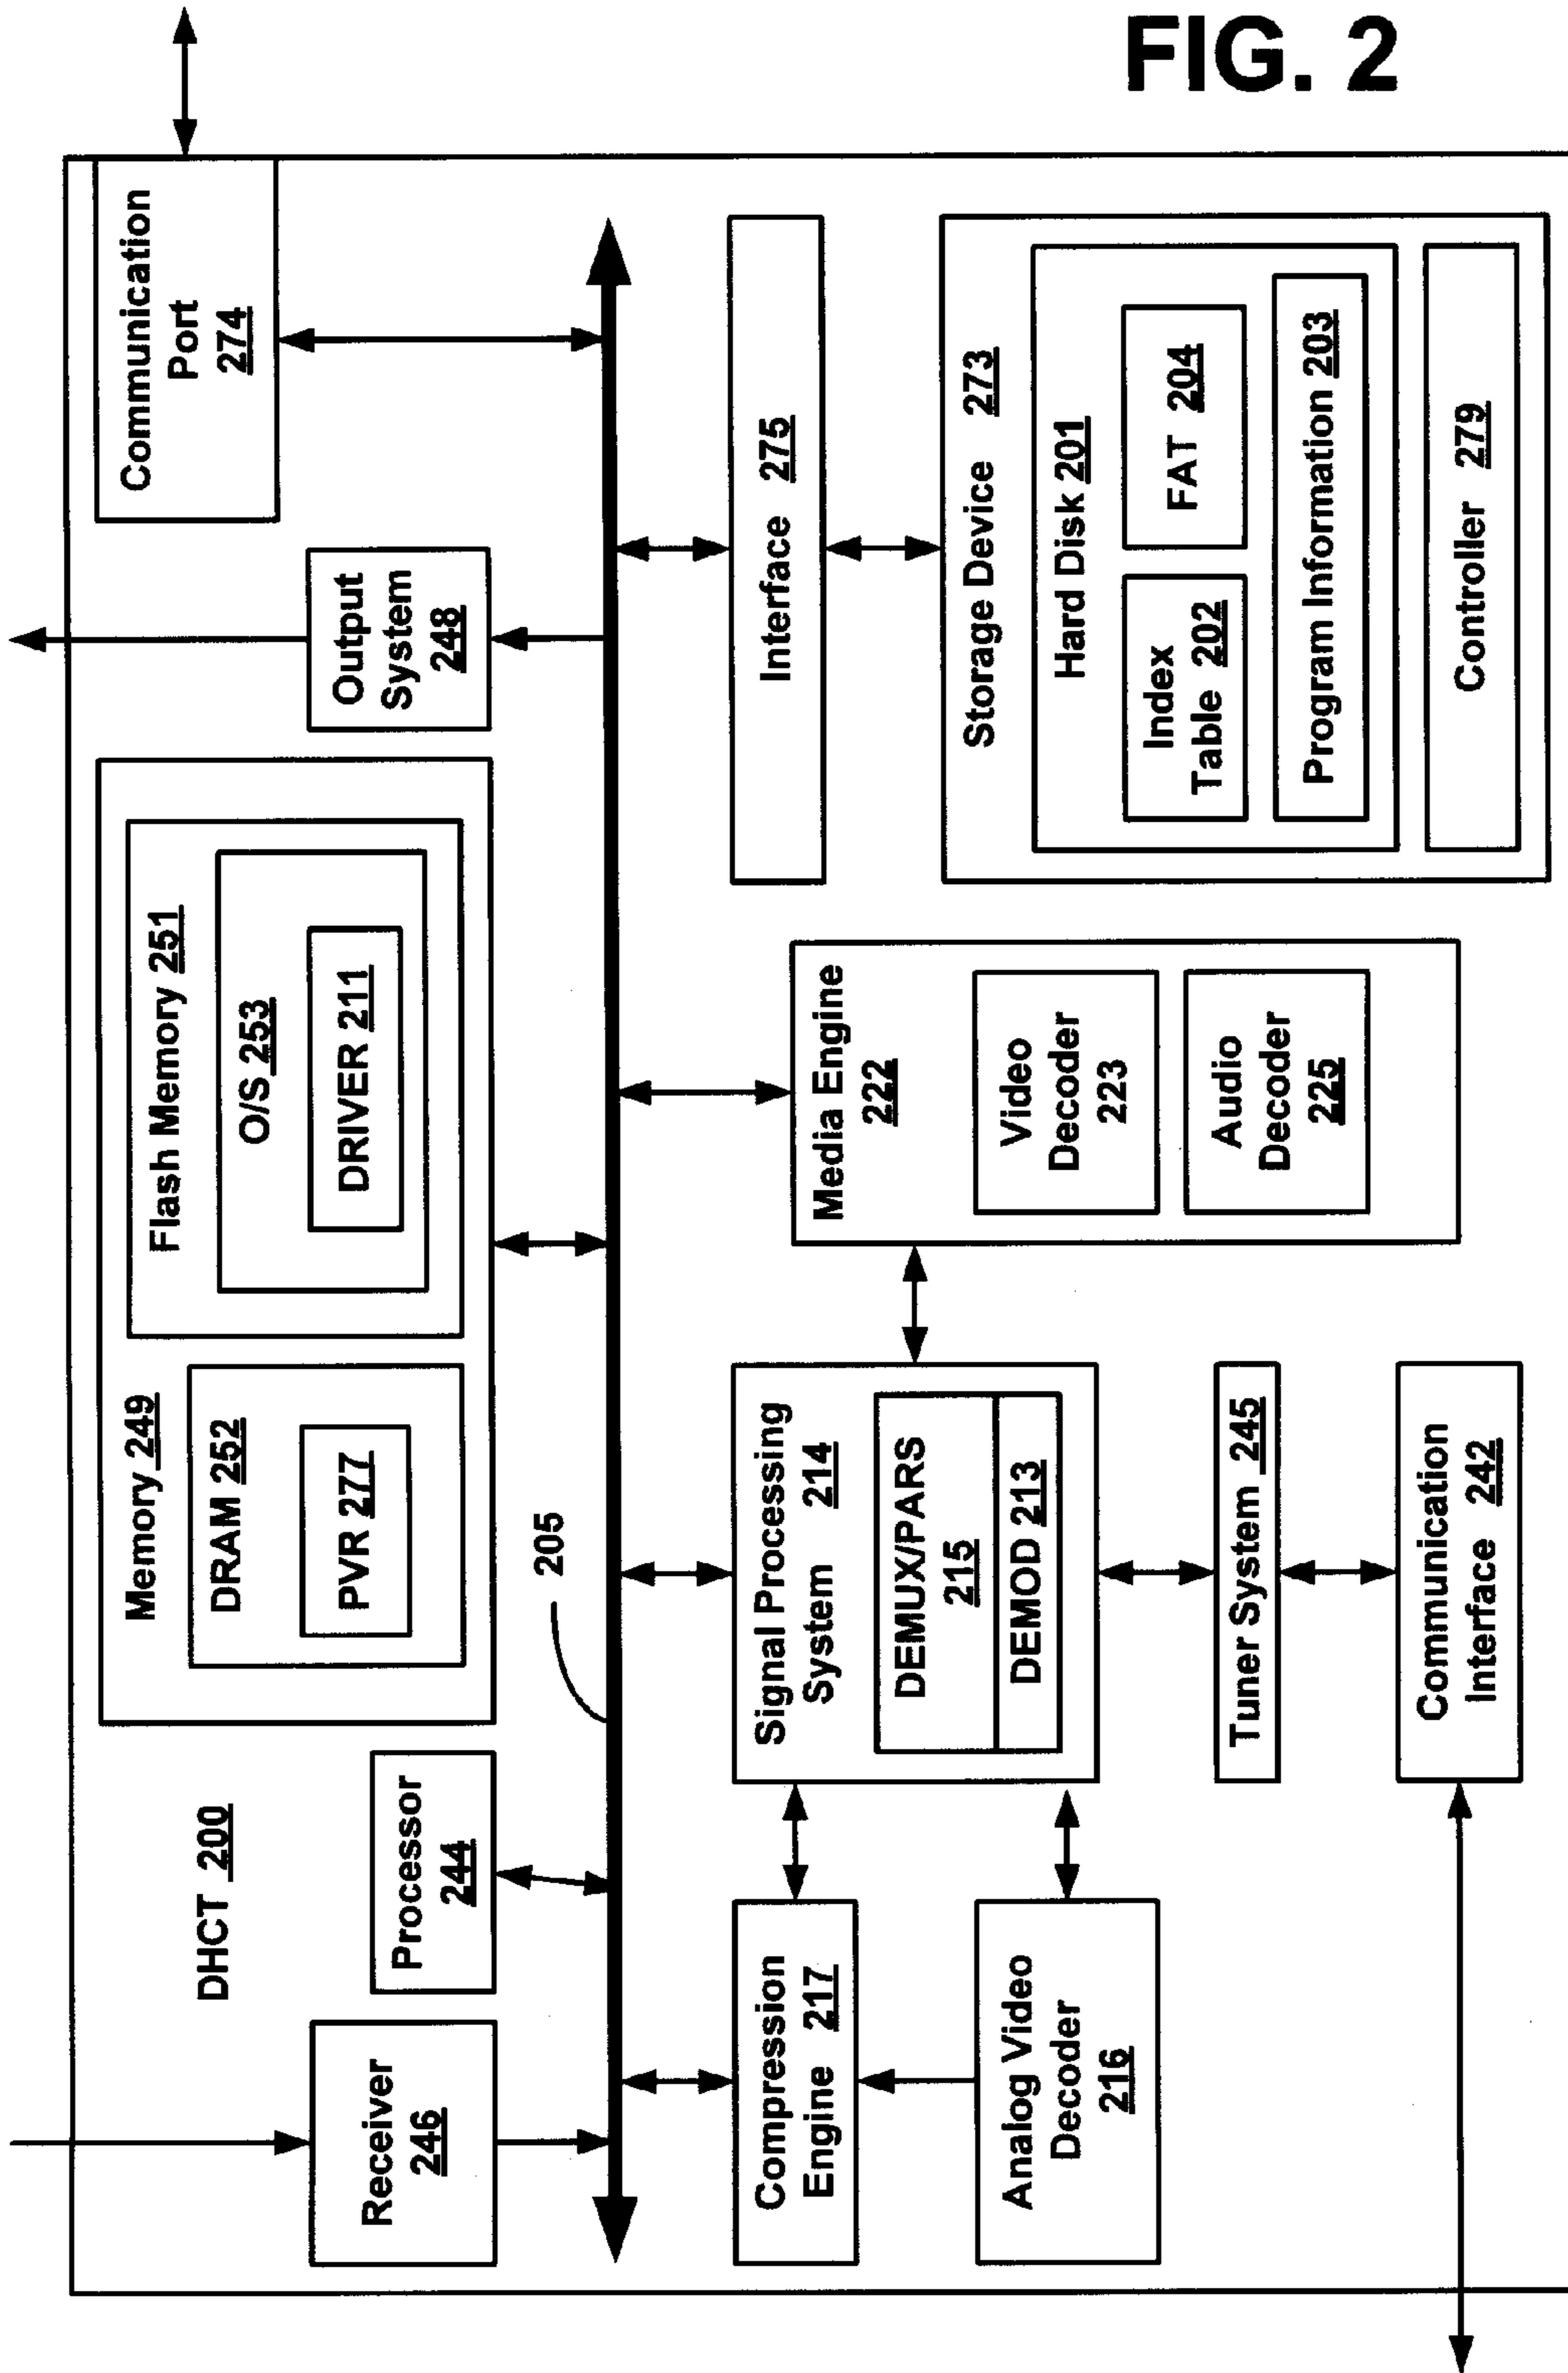 FIG. 2
DHCT 200
Receiver
246
Processor
244
Memory 249
DRAM 252
PVR 277
Flash Memory 251
O/S 253
DRIVER 211
Output
System
248
Communication
Port
274
205
Compression
Engine 217
Analog Video
Decoder
216
Signal Processing
System 214
DEMUX/PARS
215
DEMOD 213
Tuner System 245
Communication
Interface 242
Media Engine
222
Video
Decoder
223
Audio
Decoder
225
Interface 275
Storage Device 273
Hard Disk 201
Index
Table 202
FAT 204
Program Information 203
Controller 279